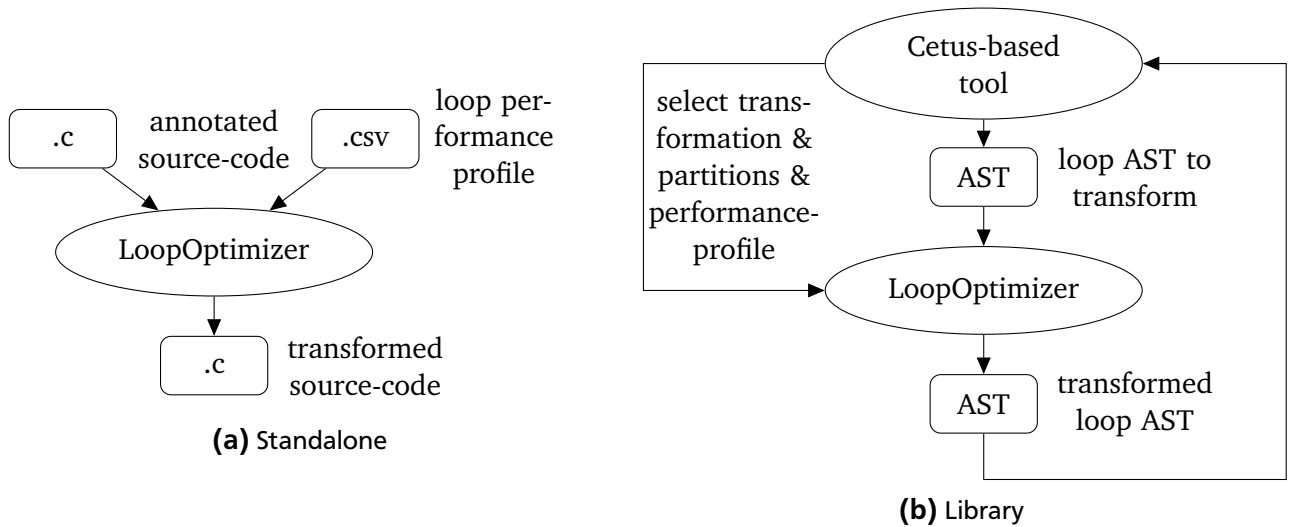 .c
annotated
source-code
.csv
loop per-
formance
profile
LoopOptimizer
.c
transformed
source-code
(a) Standalone
Cetus-based
tool
select trans-
formation &
partitions &
performance-
profile
AST
loop AST to
transform
LoopOptimizer
AST
transformed
loop AST
(b) Library